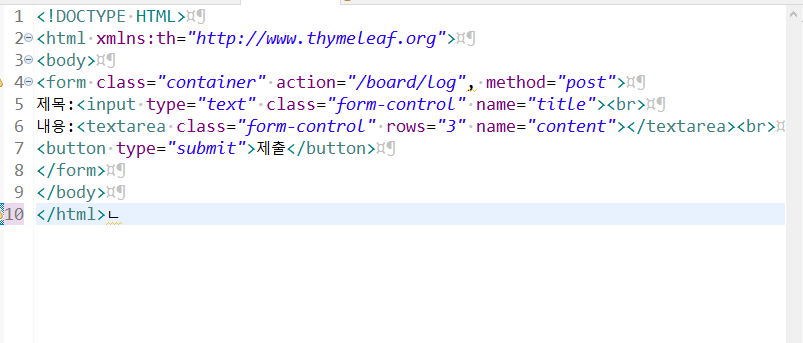 1 <!DOCTYPE HTML>¤¶
2 <html xmlns:th="http://www.thymeleaf.org">¤¶
3 <body>¤¶
4 <form class="container" action="/board/log", method="post">¤¶
5 제목:<input type="text" class="form-control" name="title"><br>¤¶
6 내용:<textarea class="form-control" rows="3" name="content"></textarea><br>¤
7 <button type="submit">제출</button>¤¶
8 </form>¤¶
9 </body>¤¶
10 </html>ㄴ